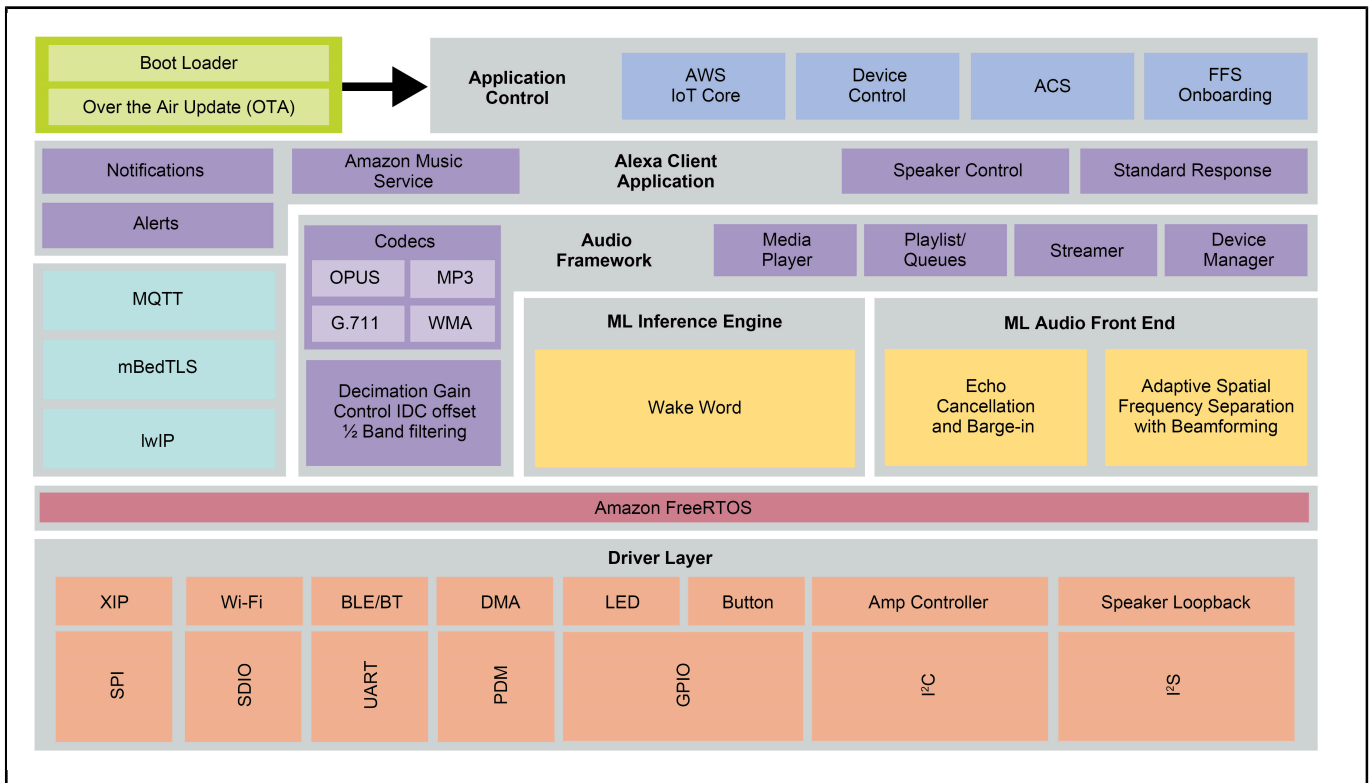 Boot Loader
Over the Air Update (OTA)
Application
Control
AWS
IoT Core
Device
Control
ACS
FFS
Onboarding
Notifications
Alerts
Amazon Music
Service
Alexa Client
Application
Speaker Control
Standard Response
Codecs
OPUS
MP3
G.711
WMA
Audio
Framework
Media
Player
Playlist/
Queues
Streamer
Device
Manager
MQTT
mBedTLS
IwIP
Decimation Gain
Control IDC offset
½ Band filtering
ML Inference Engine
Wake Word
ML Audio Front End
Echo
Cancellation
and Barge-in
Adaptive Spatial
Frequency Separation
with Beamforming
Amazon FreeRTOS
Driver Layer
XIP
Wi-Fi
BLE/BT
DMA
LED
Button
Amp Controller
Speaker Loopback
SPI
SDIO
UART
PDM
GPIO
I²C
I²S